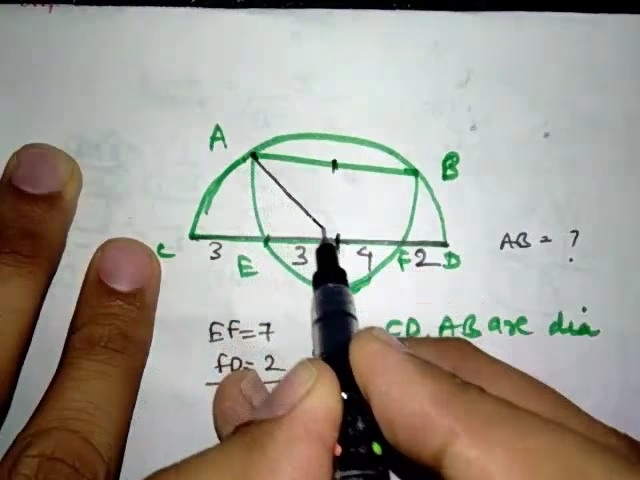 A
B
C 3 E 3 4 F 2 D
AB = ?
EF=7
CD, AB are dia
FD= 2